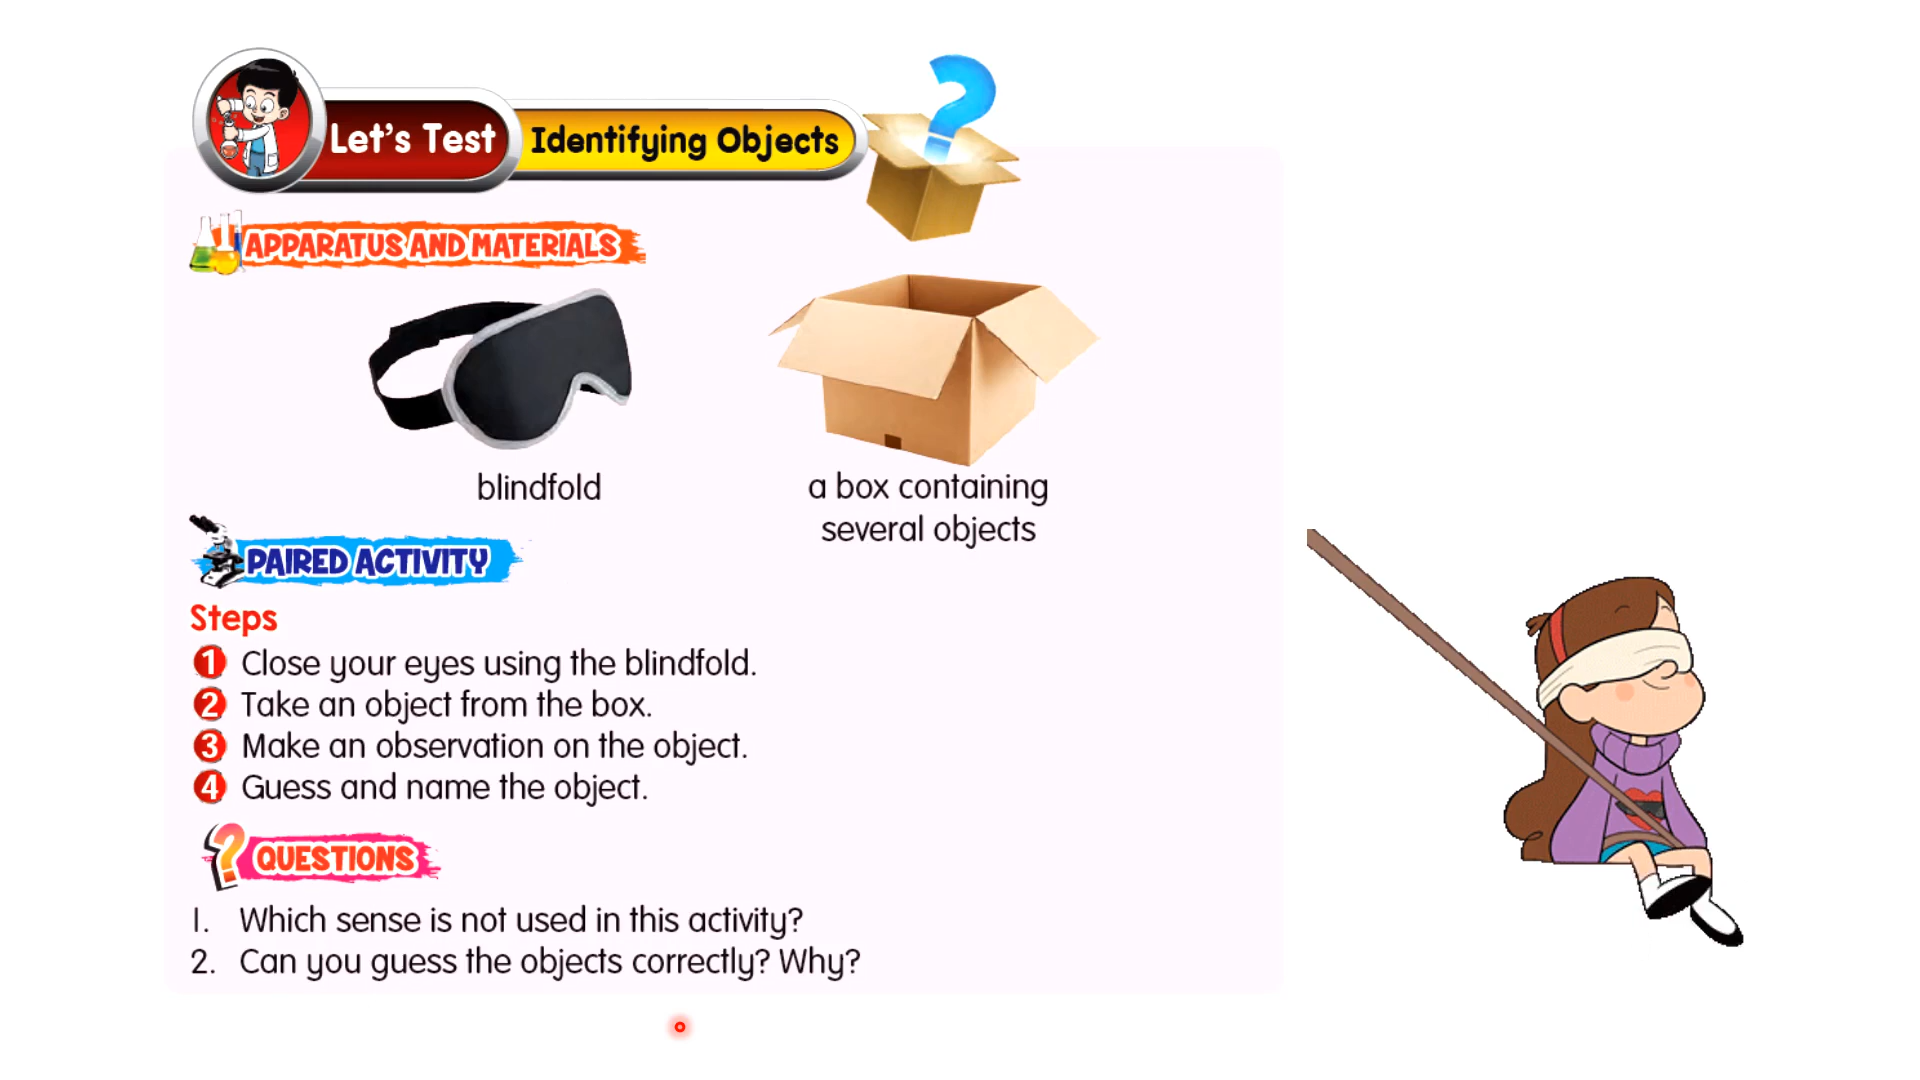 Let's Test
Identifying Objects
APPARATUS AND MATERIALS
blindfold
a box containing
several objects
PAIRED ACTIVITY
Steps
1 Close your eyes using the blindfold.
2 Take an object from the box.
3 Make an observation on the object.
4 Guess and name the object.
QUESTIONS
1. Which sense is not used in this activity?
2. Can you guess the objects correctly? Why?